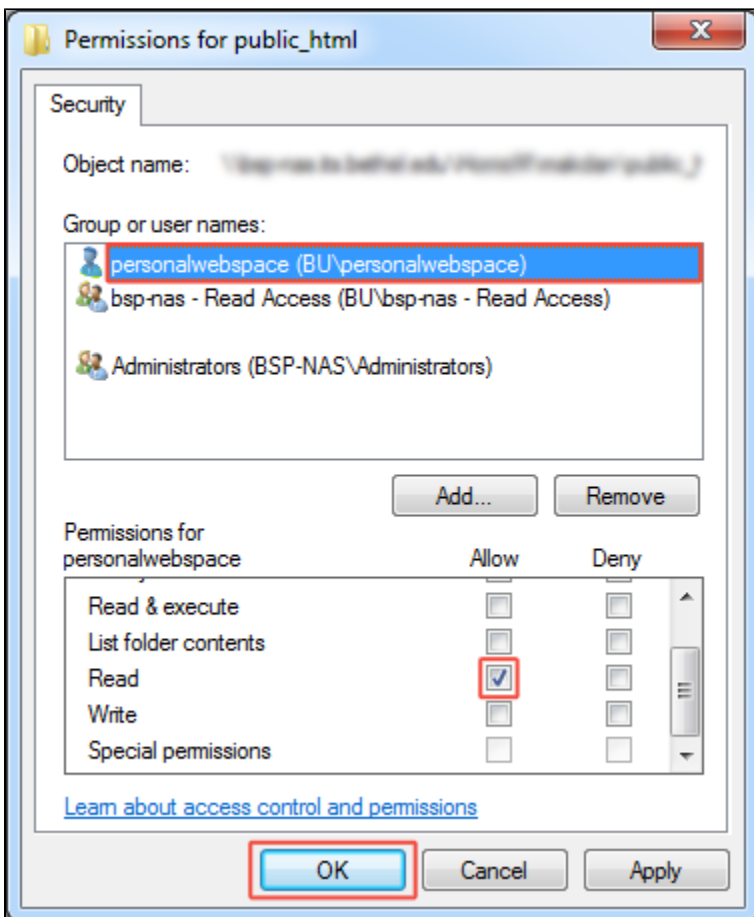 Permissions for public_html
Security
Object name:
Group or user names:
personalwebspace (BU\personalwebspace)
bsp-nas - Read Access (BU\bsp-nas - Read Access)
Administrators (BSP-NAS\Administrators)
Add... Remove
Permissions for
personalwebspace Allow Deny
Read & execute
List folder contents
Read
Write
Special permissions
Learn about access control and permissions
OK Cancel Apply